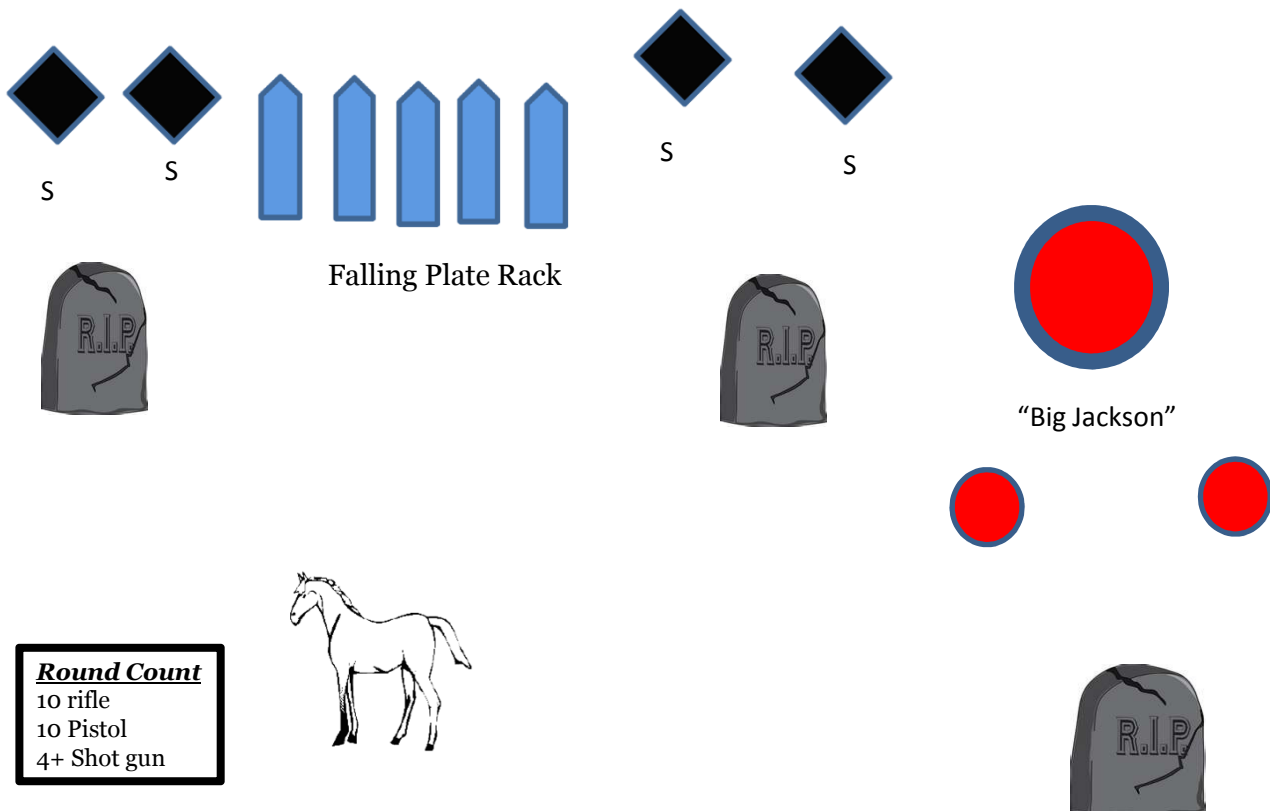 S
S
S
S
Falling Plate Rack
R.I.P.
R.I.P.
“Big Jackson”
Round Count
10 rifle
10 Pistol
4+ Shot gun
R.I.P.